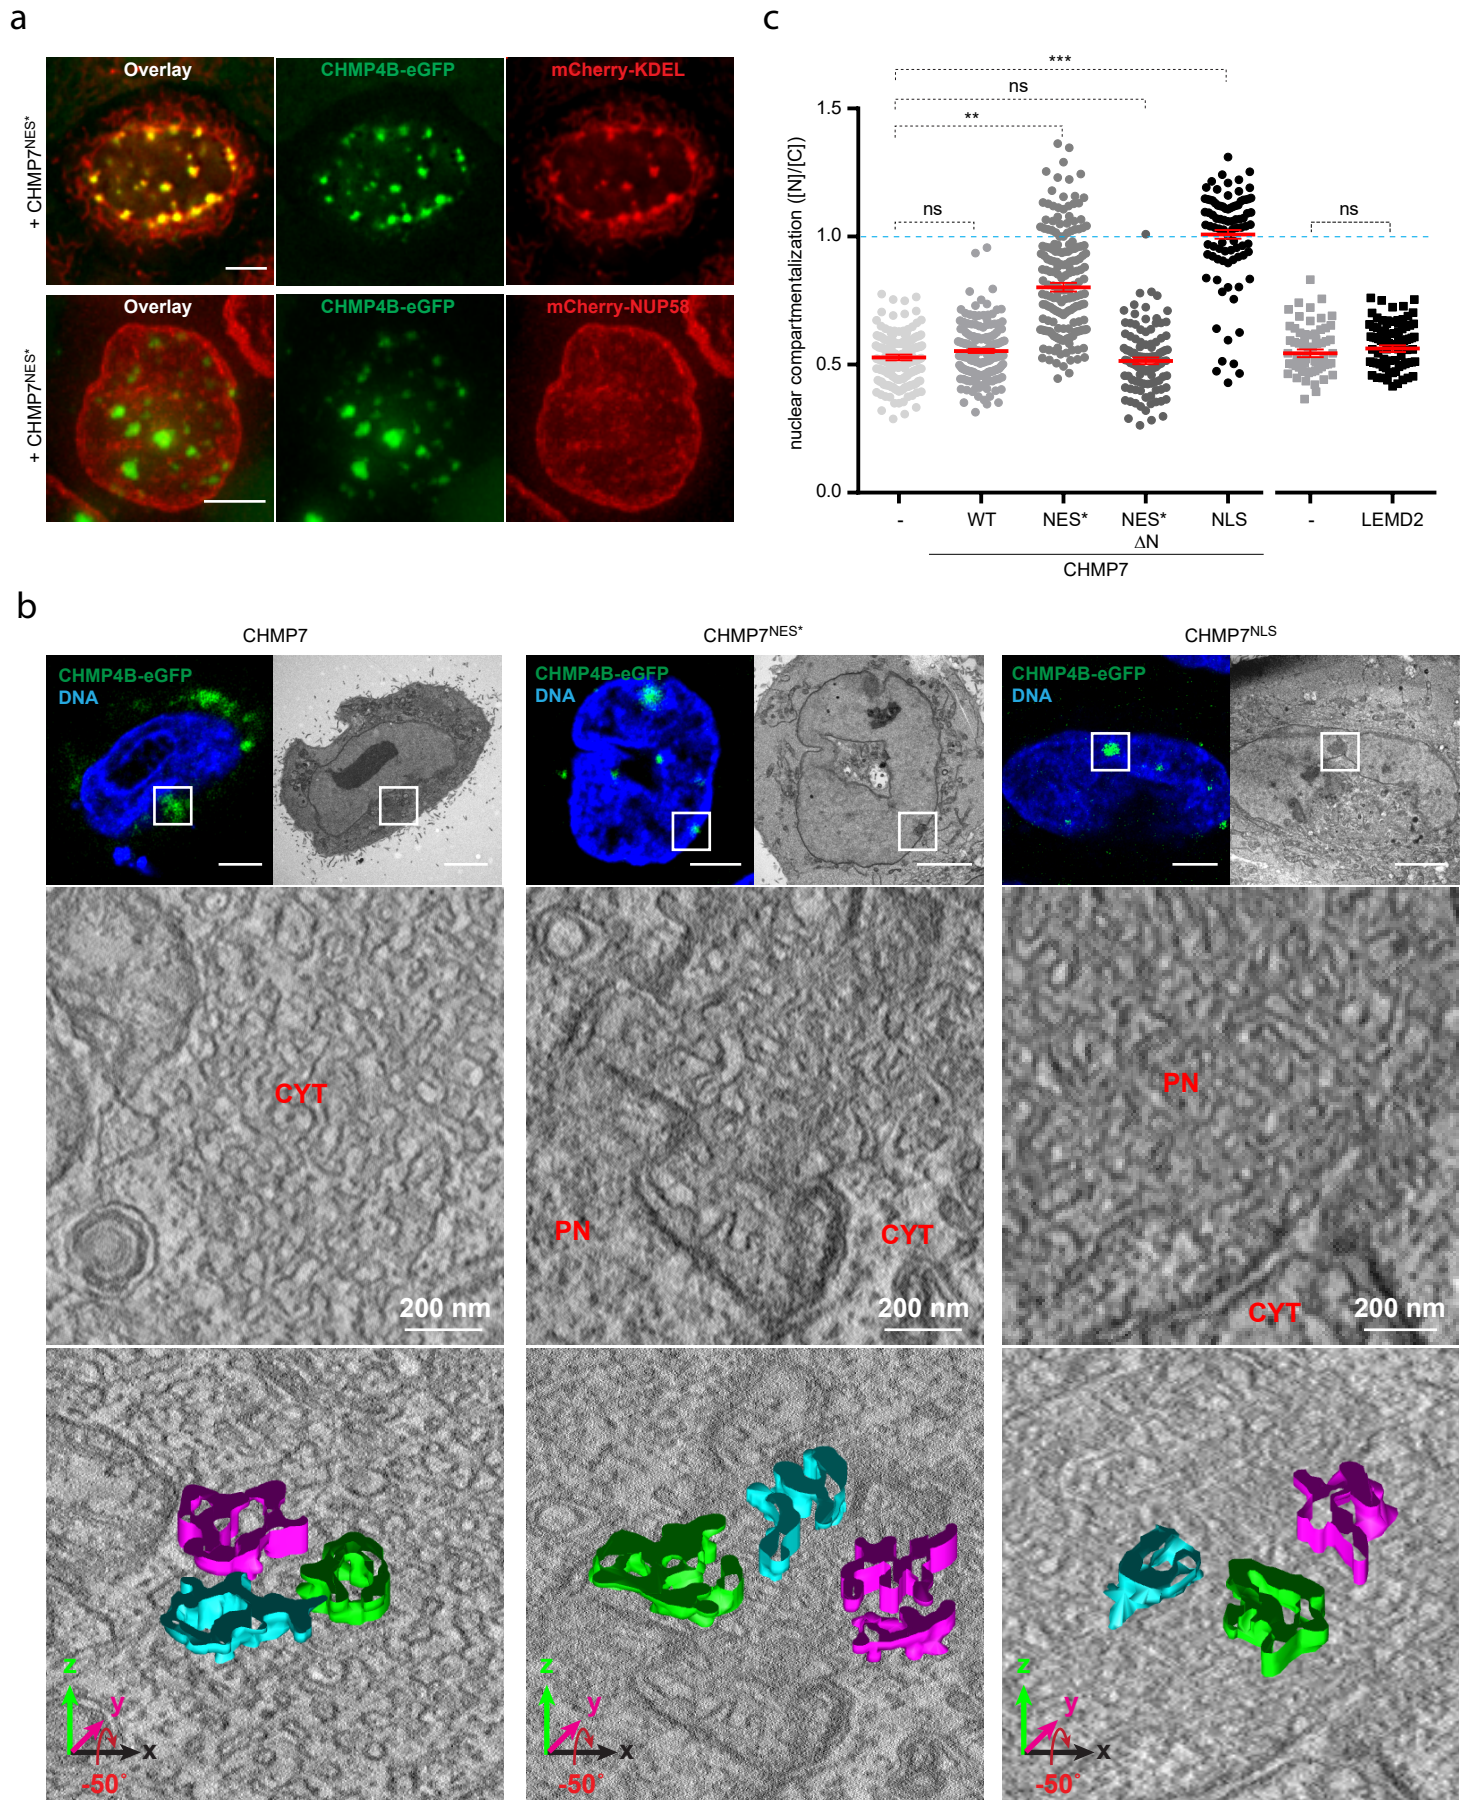 a
Overlay
CHMP4B-eGFP
mCherry-KDEL
+ CHMP7NES*
Overlay
CHMP4B-eGFP
mCherry-NUP58
+ CHMP7NES*
c
nuclear compartmentalization ([N]/[C])
1.5
1.0
0.5
0.0
***
ns
**
ns
ns
-
WT
NES*
NES*
ΔN
NLS
-
LEMD2
CHMP7
b
CHMP7
CHMP7NES*
CHMP7NLS
CHMP4B-eGFP
DNA
CHMP4B-eGFP
DNA
CHMP4B-eGFP
DNA
CYT
200 nm
PN
CYT
200 nm
PN
CYT
200 nm
z
y
x
-50°
z
y
x
-50°
z
y
x
-50°